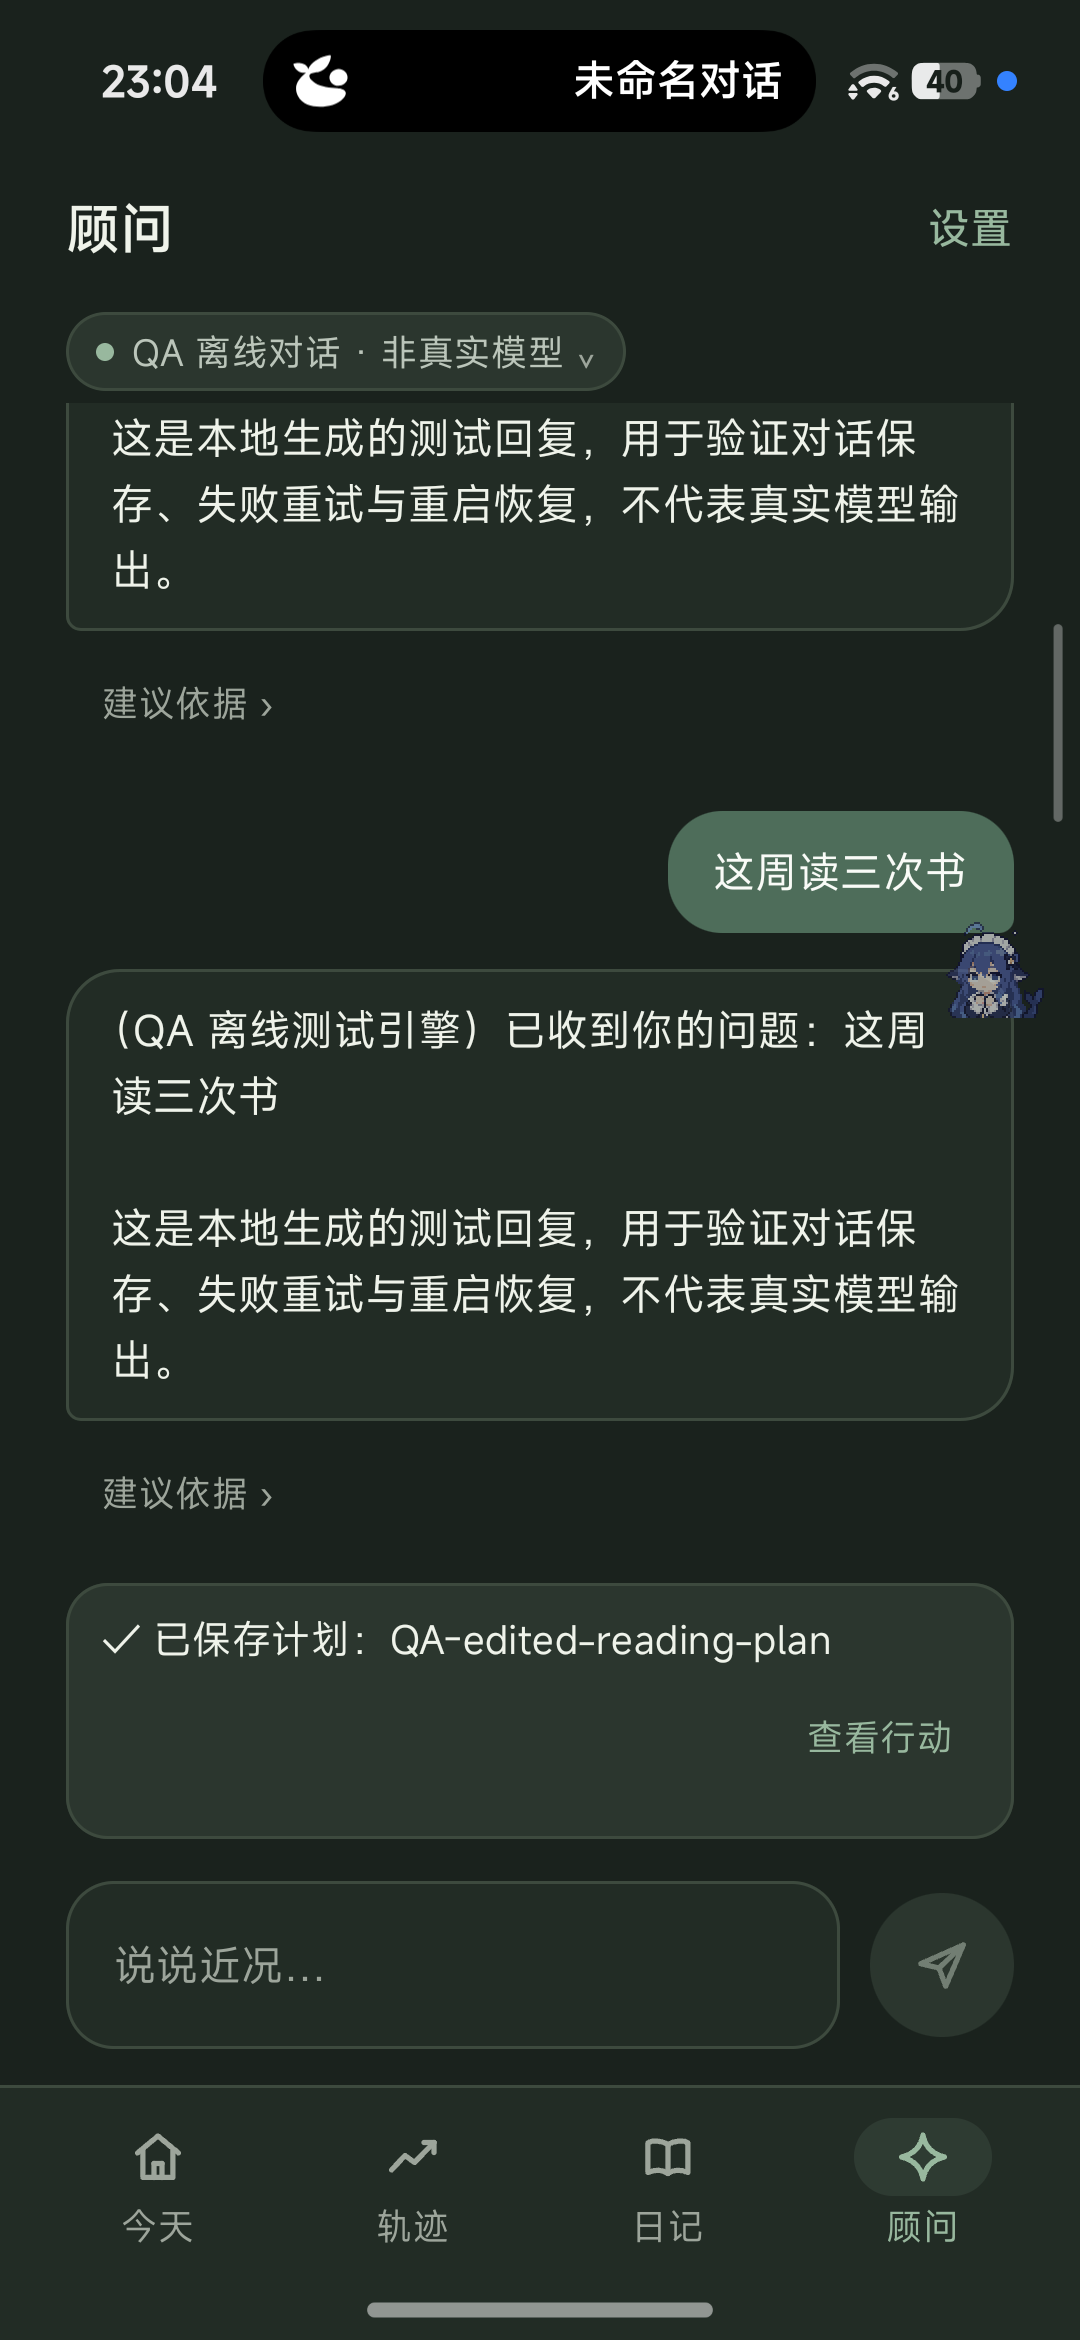 23:04
未命名对话
6
40
顾问
设置
QA 离线对话 · 非真实模型
这是本地生成的测试回复，用于验证对话保
存、失败重试与重启恢复，不代表真实模型输
出。
建议依据 ›
这周读三次书
（QA 离线测试引擎）已收到你的问题：这周
读三次书
这是本地生成的测试回复，用于验证对话保
存、失败重试与重启恢复，不代表真实模型输
出。
建议依据 ›
已保存计划：QA-edited-reading-plan
查看行动
说说近况...
今天
轨迹
日记
顾问